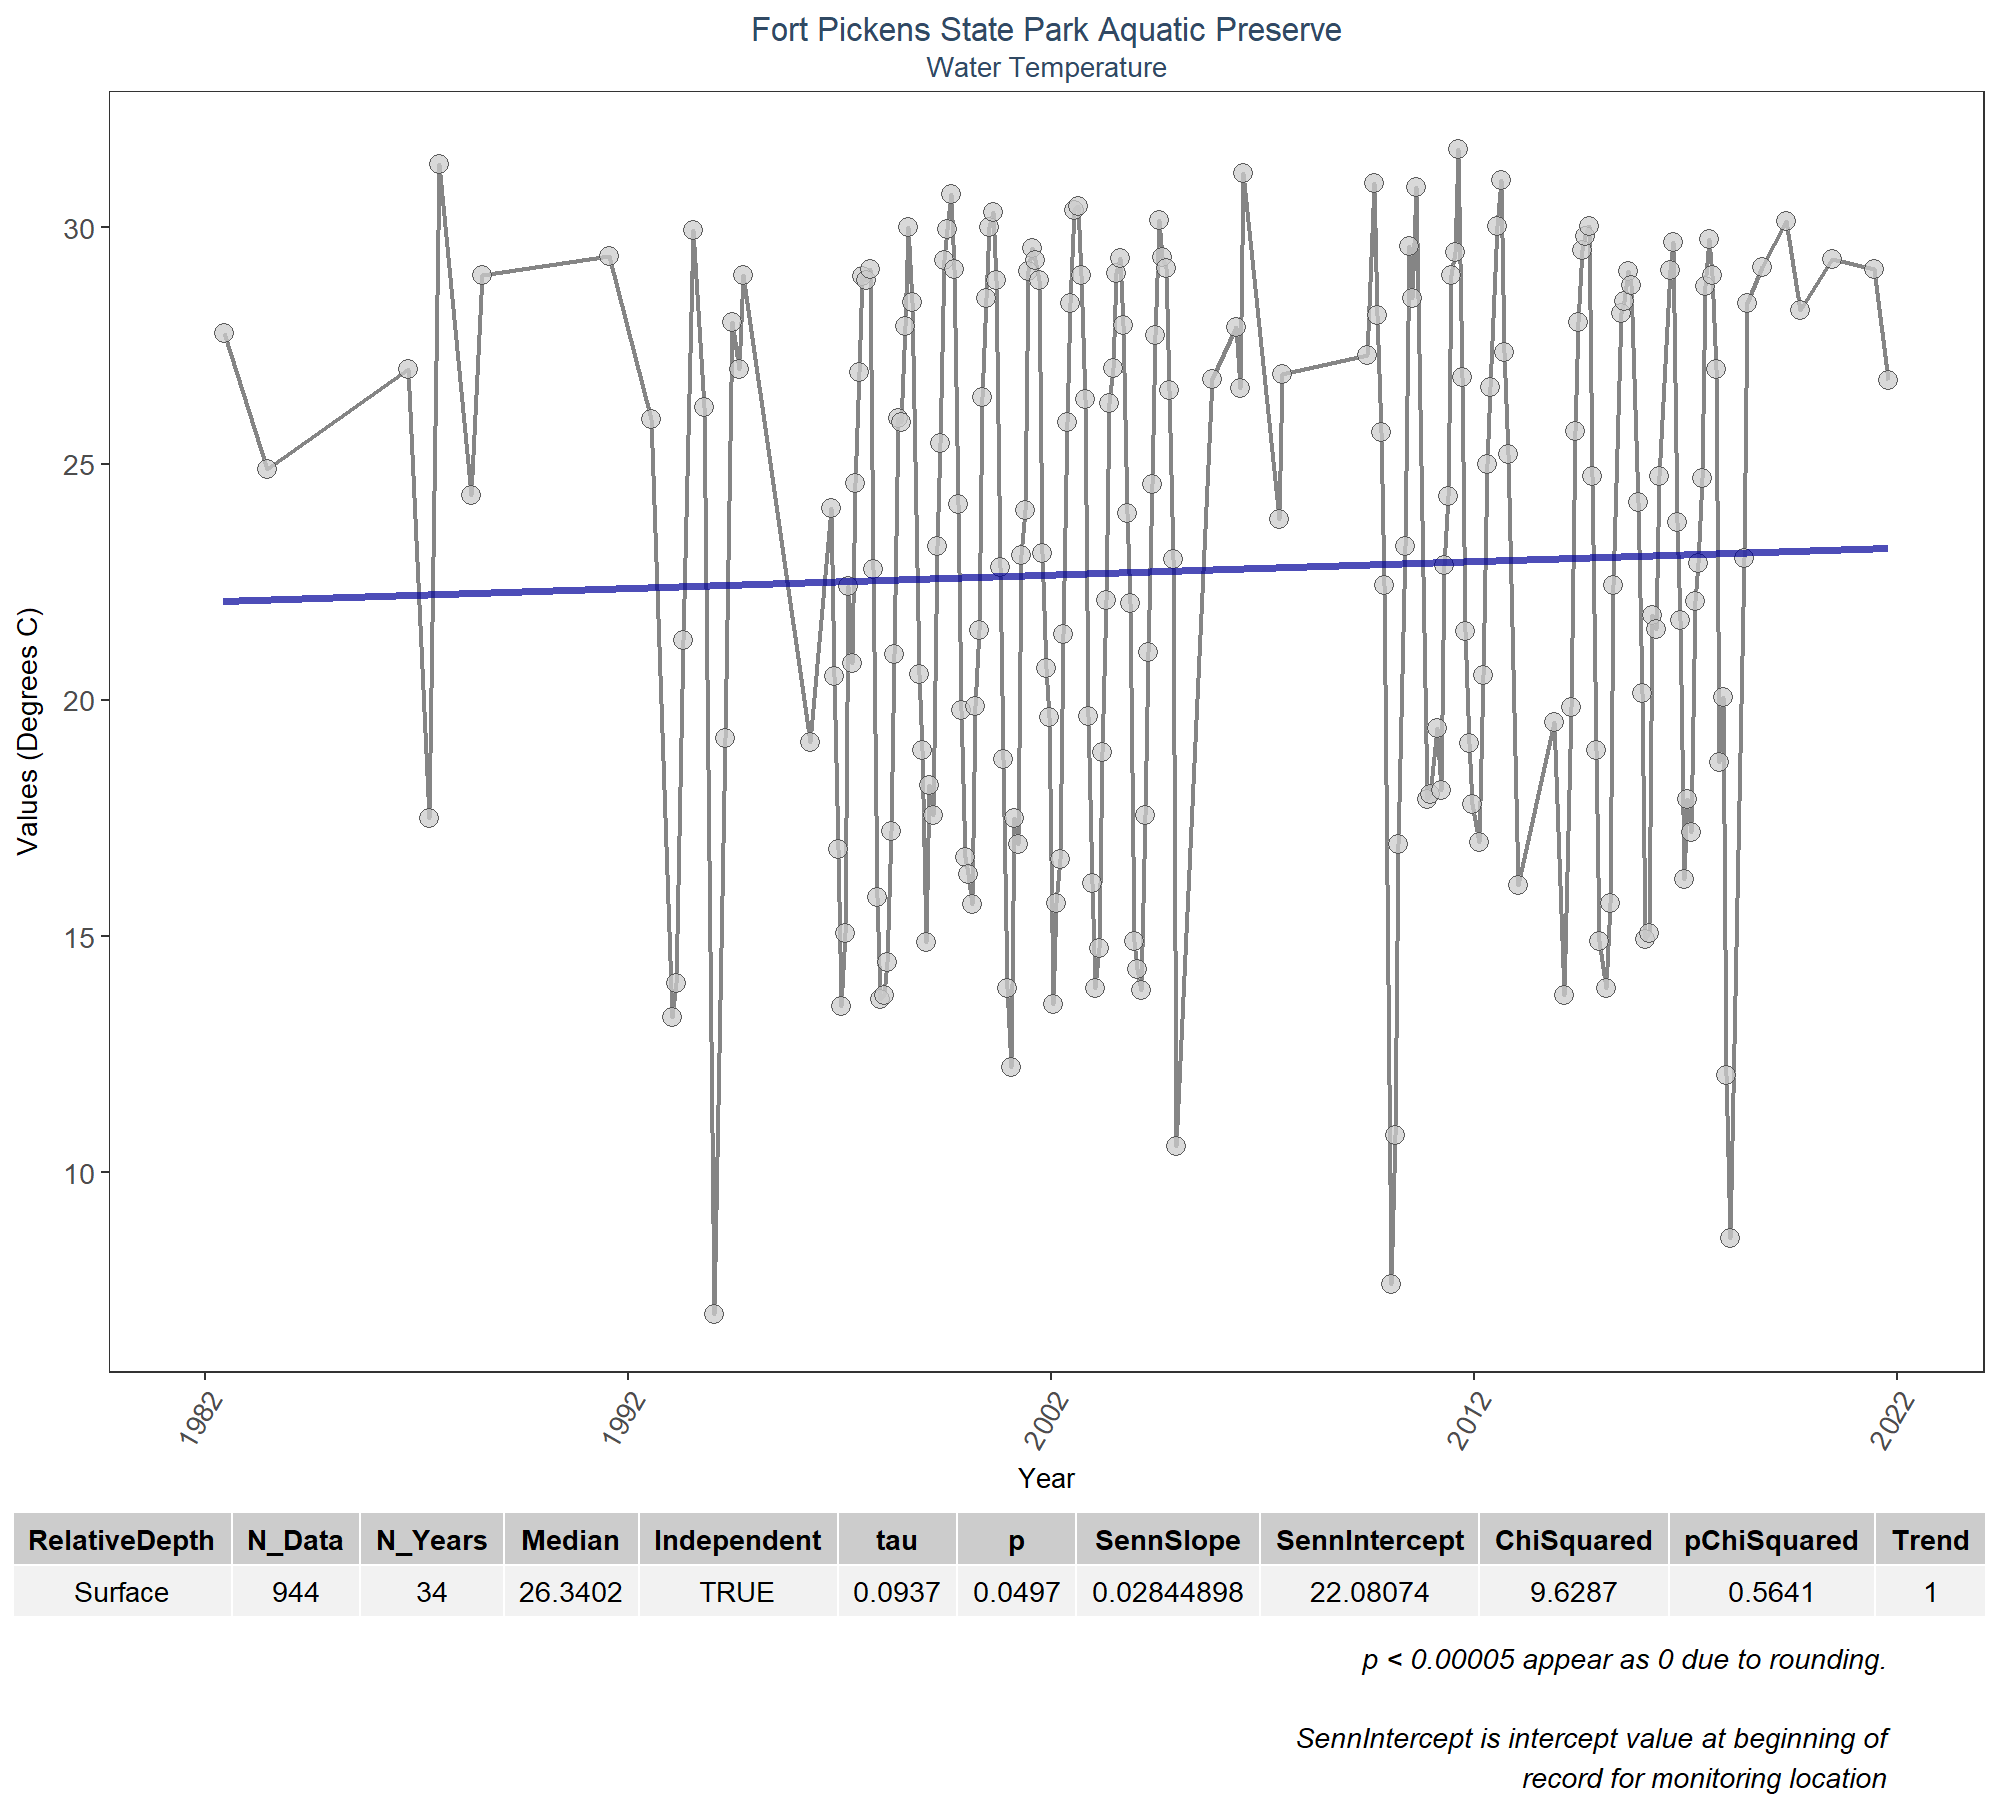 Fort Pickens State Park Aquatic Preserve
Water Temperature
Values (Degrees C)
30
25
20
15
10
1982
1992
2002
2012
2022
Year
RelativeDepth N_Data N_Years Median Independent tau p SennSlope SennIntercept ChiSquared pChiSquared Trend
Surface 944 34 26.3402 TRUE 0.0937 0.0497 0.02844898 22.08074 9.6287 0.5641 1
p < 0.00005 appear as 0 due to rounding.
SennIntercept is intercept value at beginning of
record for monitoring location